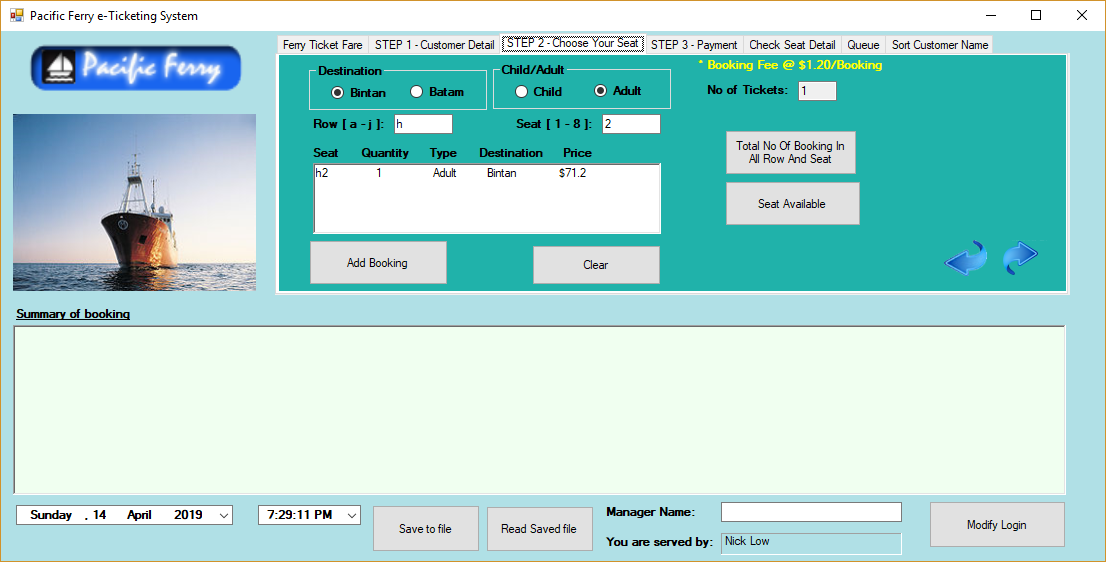 Pacific Ferry e-Ticketing System
Pacific Ferry
Ferry Ticket Fare STEP 1 - Customer Detail STEP 2 - Choose Your Seat STEP 3 - Payment Check Seat Detail Queue Sort Customer Name
* Booking Fee @ $1.20/Booking
Destination Child/Adult
Bintan Batam Child Adult
No of Tickets: 1
Row [ a - j ]: h Seat [ 1 - 8 ]: 2
Total No Of Booking In
All Row And Seat
Seat Quantity Type Destination Price
h2 1 Adult Bintan $71.2
Seat Available
Add Booking Clear
Summary of booking
Sunday , 14 April 2019 7:29:11 PM
Save to file Read Saved file
Manager Name:
You are served by: Nick Low
Modify Login